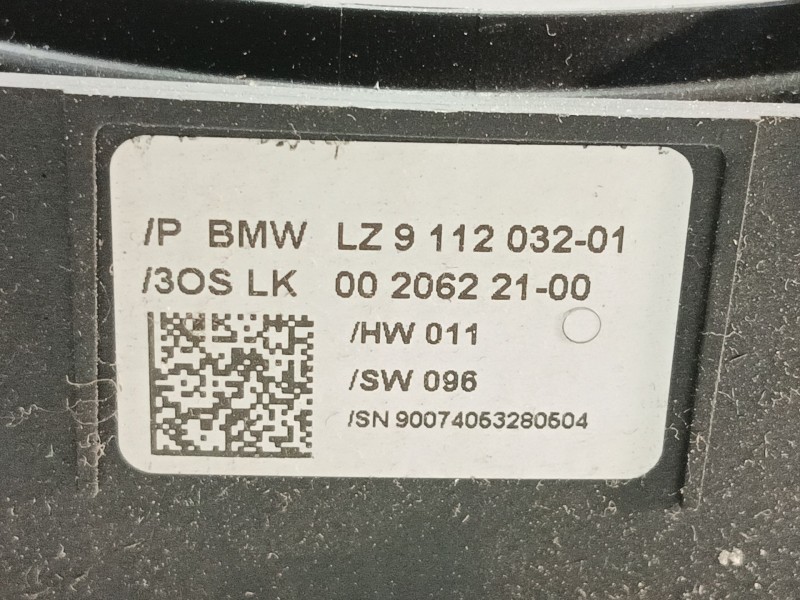 /P BMW LZ 9 112 032-01
/3OS LK 00 2062 21-00
/HW 011
/SW 096
/SN 90074053280504